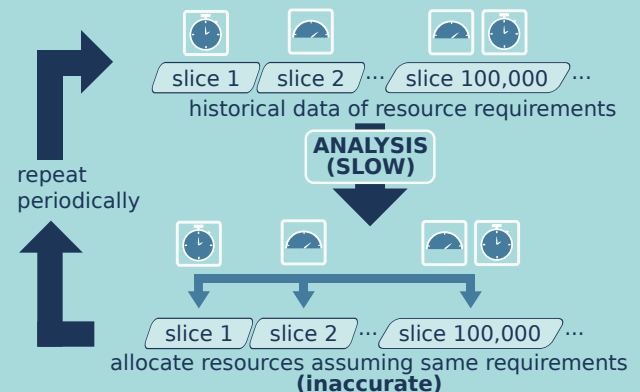 slice 1 slice 2 ... slice 100,000 ...
historical data of resource requirements
ANALYSIS
(SLOW)
repeat
periodically
slice 1 slice 2 ... slice 100,000 ...
allocate resources assuming same requirements
(inaccurate)